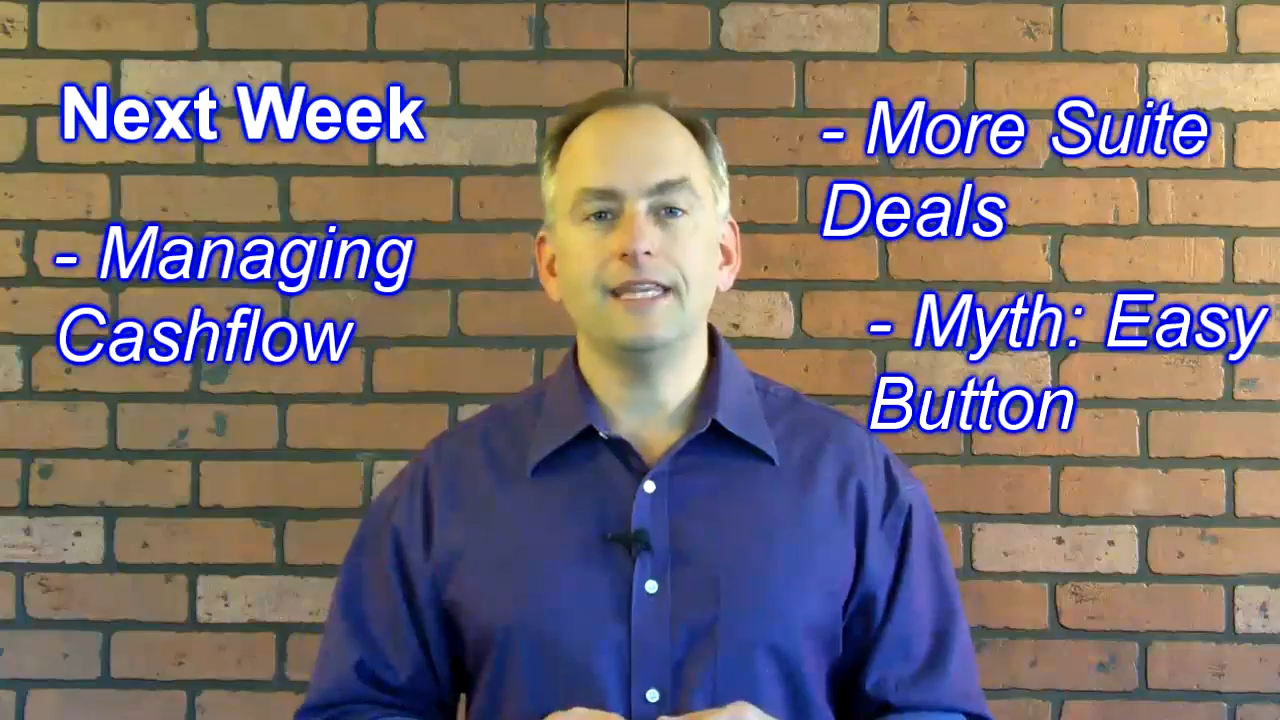 Next Week
- Managing
Cashflow
- More Suite
Deals
- Myth: Easy
Button